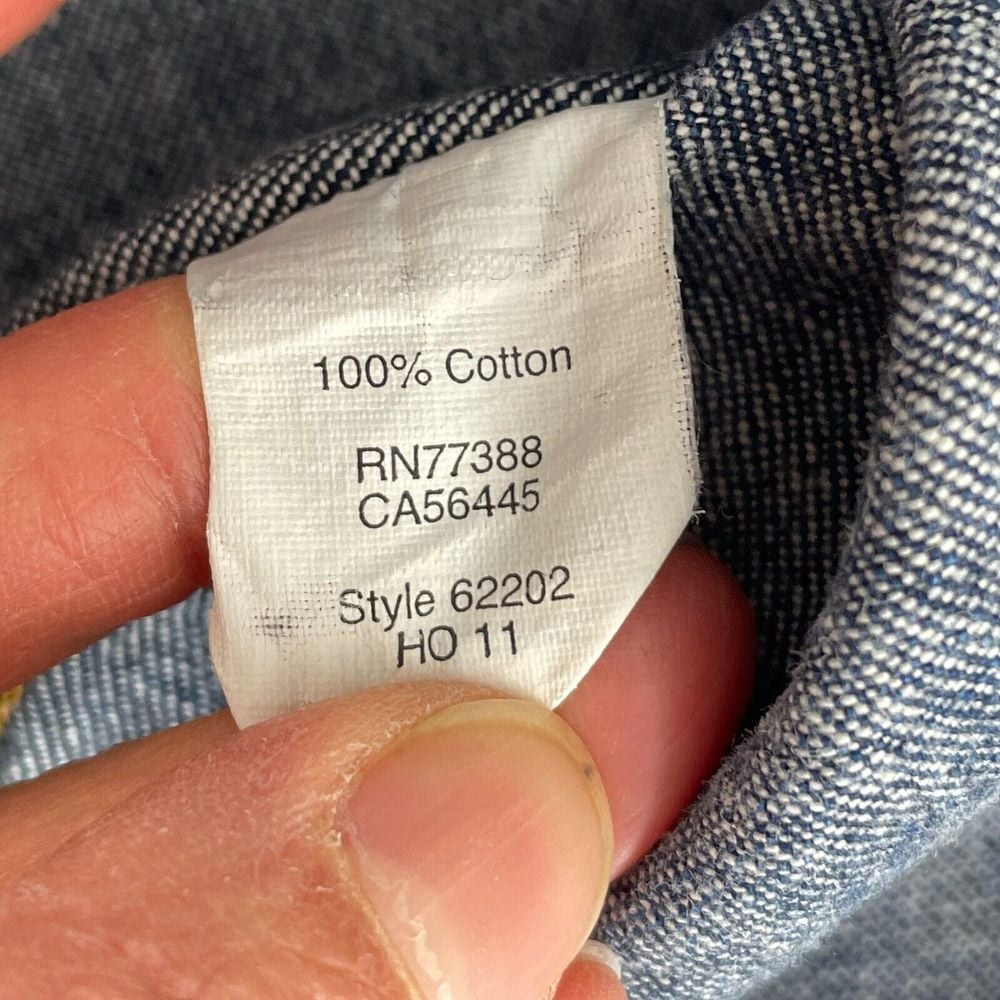 100% Cotton
RN77388
CA56445
Style 62202
HO 11